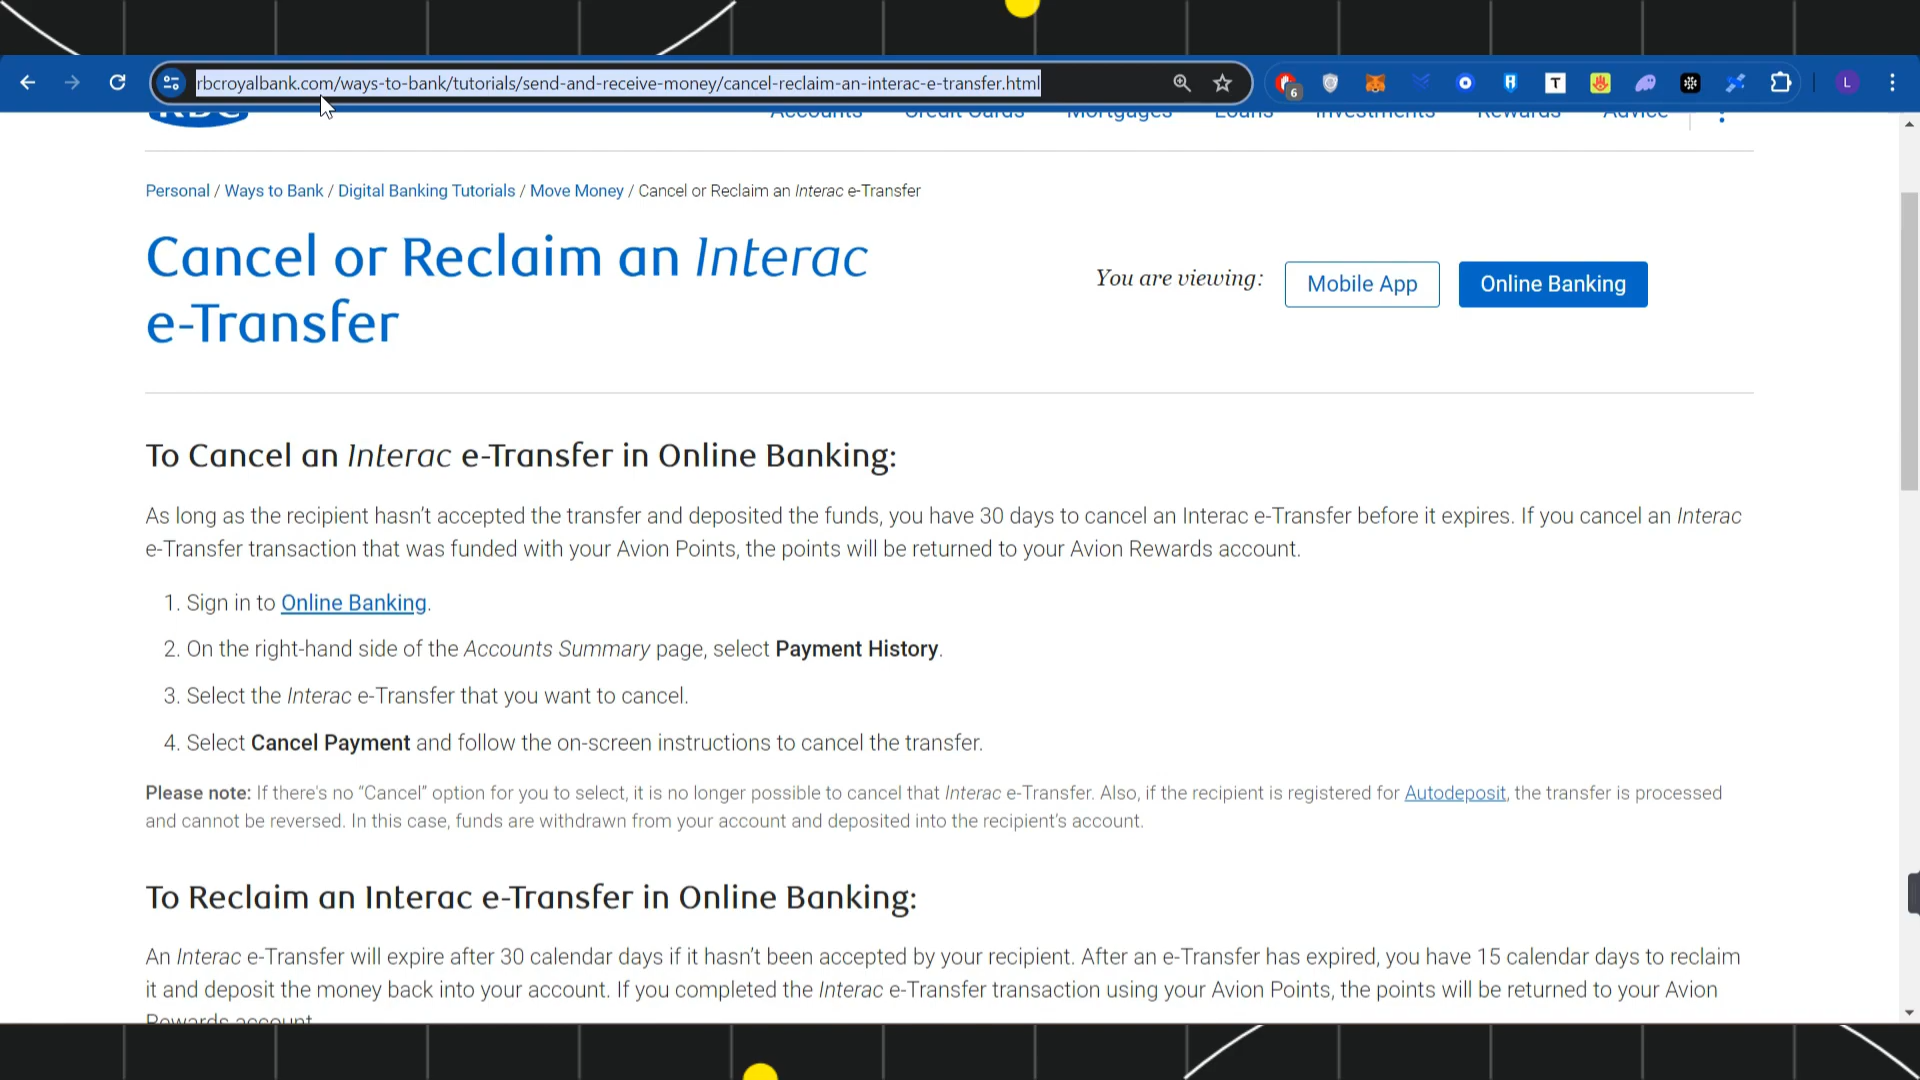 rbcroyalbank.com/ways-to-bank/tutorials/send-and-receive-money/cancel-reclaim-an-interac-e-transfer.html
6
T
L
RBC
Accounts Credit Cards Mortgages Loans Investments Rewards Advice
Personal / Ways to Bank / Digital Banking Tutorials / Move Money / Cancel or Reclaim an Interac e-Transfer
Cancel or Reclaim an Interac
e-Transfer
You are viewing: Mobile App Online Banking
To Cancel an Interac e-Transfer in Online Banking:
As long as the recipient hasn’t accepted the transfer and deposited the funds, you have 30 days to cancel an Interac e-Transfer before it expires. If you cancel an Interac
e-Transfer transaction that was funded with your Avion Points, the points will be returned to your Avion Rewards account.
1. Sign in to Online Banking.
2. On the right-hand side of the Accounts Summary page, select Payment History.
3. Select the Interac e-Transfer that you want to cancel.
4. Select Cancel Payment and follow the on-screen instructions to cancel the transfer.
Please note: If there's no “Cancel” option for you to select, it is no longer possible to cancel that Interac e-Transfer. Also, if the recipient is registered for Autodeposit, the transfer is processed
and cannot be reversed. In this case, funds are withdrawn from your account and deposited into the recipient’s account.
To Reclaim an Interac e-Transfer in Online Banking:
An Interac e-Transfer will expire after 30 calendar days if it hasn’t been accepted by your recipient. After an e-Transfer has expired, you have 15 calendar days to reclaim
it and deposit the money back into your account. If you completed the Interac e-Transfer transaction using your Avion Points, the points will be returned to your Avion
Rewards account.